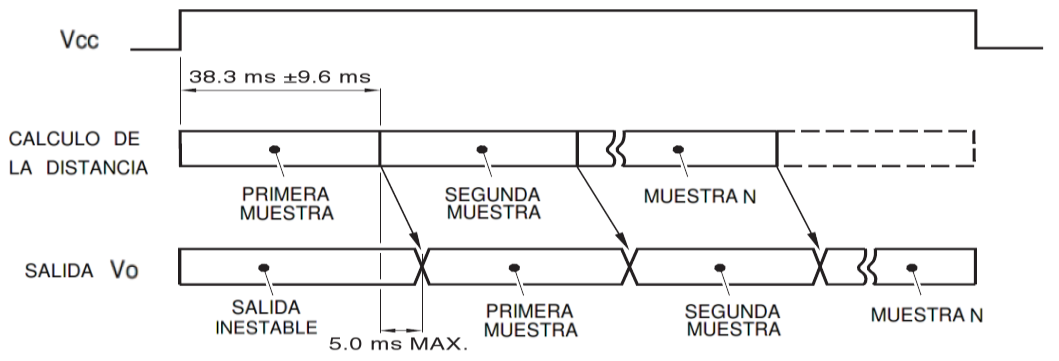 Vcc
38.3 ms ±9.6 ms
CALCULO DE
LA DISTANCIA
PRIMERA
MUESTRA
SEGUNDA
MUESTRA
MUESTRA N
SALIDA Vo
SALIDA
INESTABLE
PRIMERA
MUESTRA
SEGUNDA
MUESTRA
MUESTRA N
5.0 ms MAX.